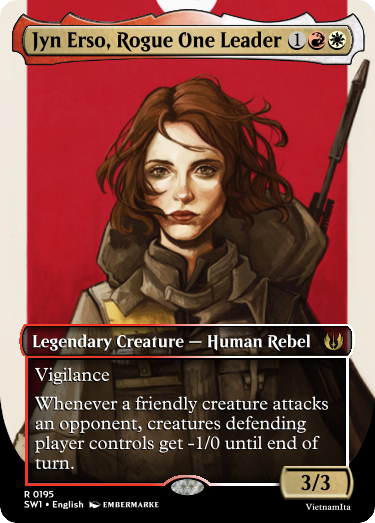 Jyn Erso, Rogue One Leader 1
Legendary Creature — Human Rebel
Vigilance
Whenever a friendly creature attacks
an opponent, creatures defending
player controls get -1/0 until end of
turn.
3/3
R 0195
SW1 • English EMBERMARKE
VietnamIta